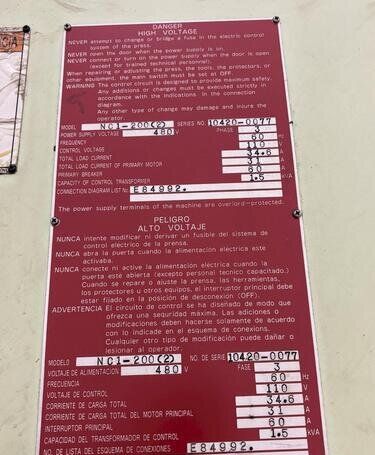 DANGER
HIGH VOLTAGE
NEVER attempt to change or bridge a fuse in the electric control
system of the press.
NEVER open the door when the power supply is on.
NEVER connect or turn on the power supply when the door is open
(except for trained technical personnel).
When repairing or adjusting the press, the tools, the protectors, or
other equipment, the main switch must be set at OFF.
WARNING The control circuit is designed to provide maximum safety.
Any additions or changes must be executed strictly in
accordance with the indications in the connection
diagram.
Any other type of change may damage and injure the
operator.
MODEL NC1-200(2) SERIES NO. 10420-0077
POWER SUPPLY VOLTAGE 480 V PHASE 3
FREQUENCY 60 Hz
CONTROL VOLTAGE 110 V
TOTAL LOAD CURRENT 34.6 A
TOTAL LOAD CURRENT OF PRIMARY MOTOR 31 A
PRIMARY BREAKER 60 A
CAPACITY OF CONTROL TRANSFORMER 1.5 kVA
CONNECTION DIAGRAM LIST NO. E84992.
The power supply terminals of the machine are overlord-protected.
PELIGRO
ALTO VOLTAJE
NUNCA intente modificar ni derivar un fusible del sistema de
control eléctrico de la prensa.
NUNCA abra la puerta cuando la alimentación eléctrica este
activaba.
NUNCA conecte ni active la alimentación eléctrica cuando la
puerta este abierta (excepto personal tecnico capacitado.)
Cuando se repare o ajuste la prensa, las herramientas,
los protectores u otros equipos, el interruptor principal debe
estar fijado en la posición de desconexión (OFF).
ADVERTENCIA El circuito de control se ha diseñado de modo que
ofrezca una sequridad máxima. Las adiciones o
modificaciones deben hacerse solamente de acuerdo
con lo indicado en el esquema de conexions.
Cualquier otro tipo de modificación puede dañar o
lesionar al operador.
MODELO NC1-200(2) NO. DE SERIE 10420-0077
VOLTAJE DE ALIMENTACION 480 V FASE 3
FRECUENCIA 60 Hz
VOLTAJE DE CONTROL 110 V
CORRIENTE DE CARGA TOTAL 34.6 A
CORRIENTE DE CARGA TOTAL DEL MOTOR PRINCIPAL 31 A
INTERRUPTOR PRINCIPAL 60 A
CAPACIDAD DEL TRANSFORMADOR DE CONTROL 1.5 kVA
NO. DE LISTA DEL ESQUEMA DE CONEXIONES E84992.